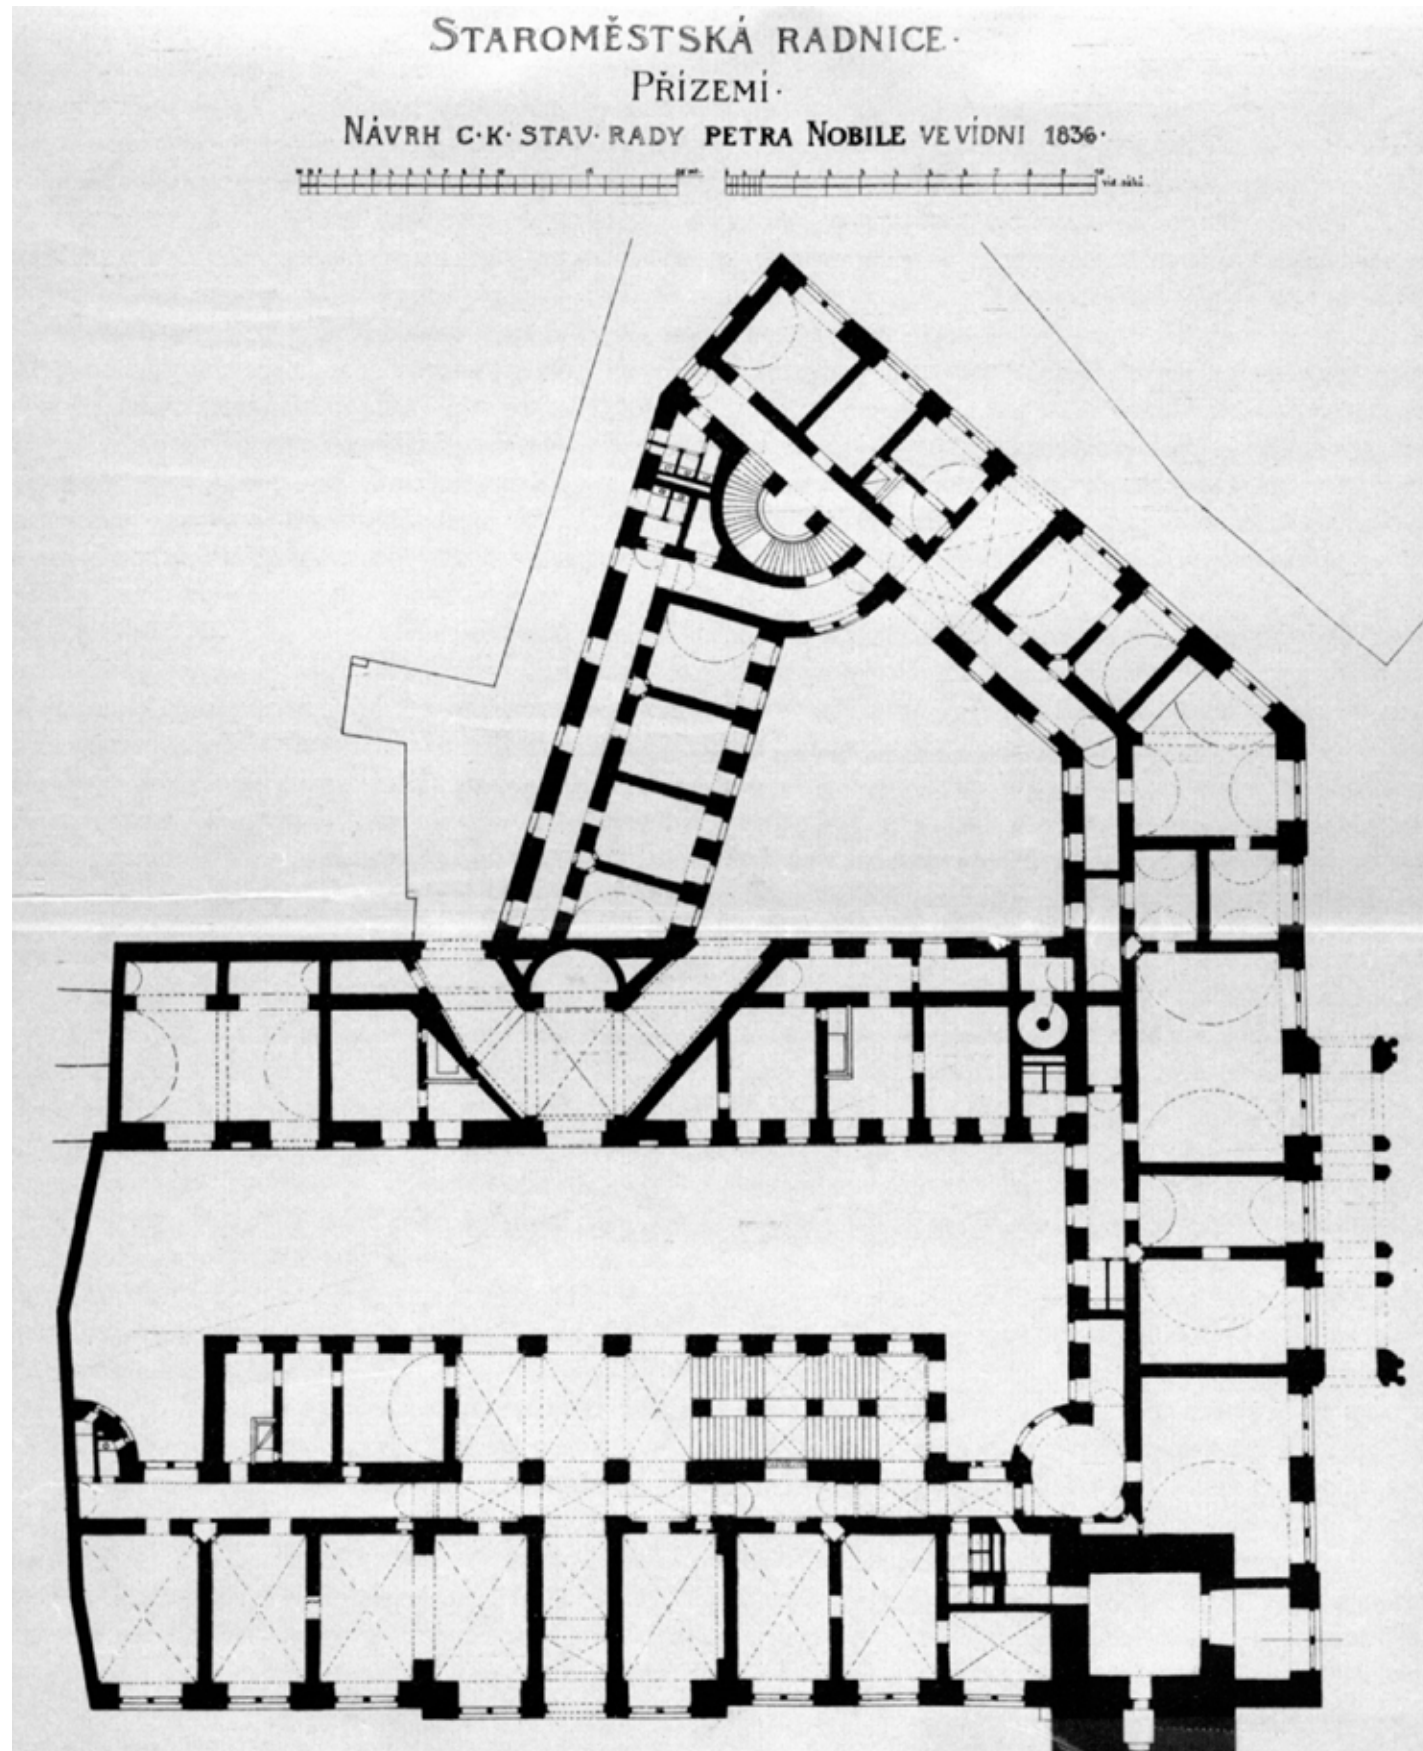 STAROMĚSTSKÁ RADNICE·
PŘÍZEMÍ·
NÁVRH C·K· STAV· RADY PETRA NOBILE VE VÍDNI 1836·